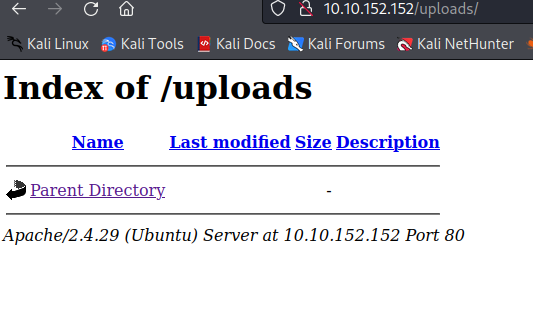 10.10.152.152/uploads/
Kali Linux Kali Tools Kali Docs Kali Forums Kali NetHunter
Index of /uploads
Name Last modified Size Description
Parent Directory -
Apache/2.4.29 (Ubuntu) Server at 10.10.152.152 Port 80